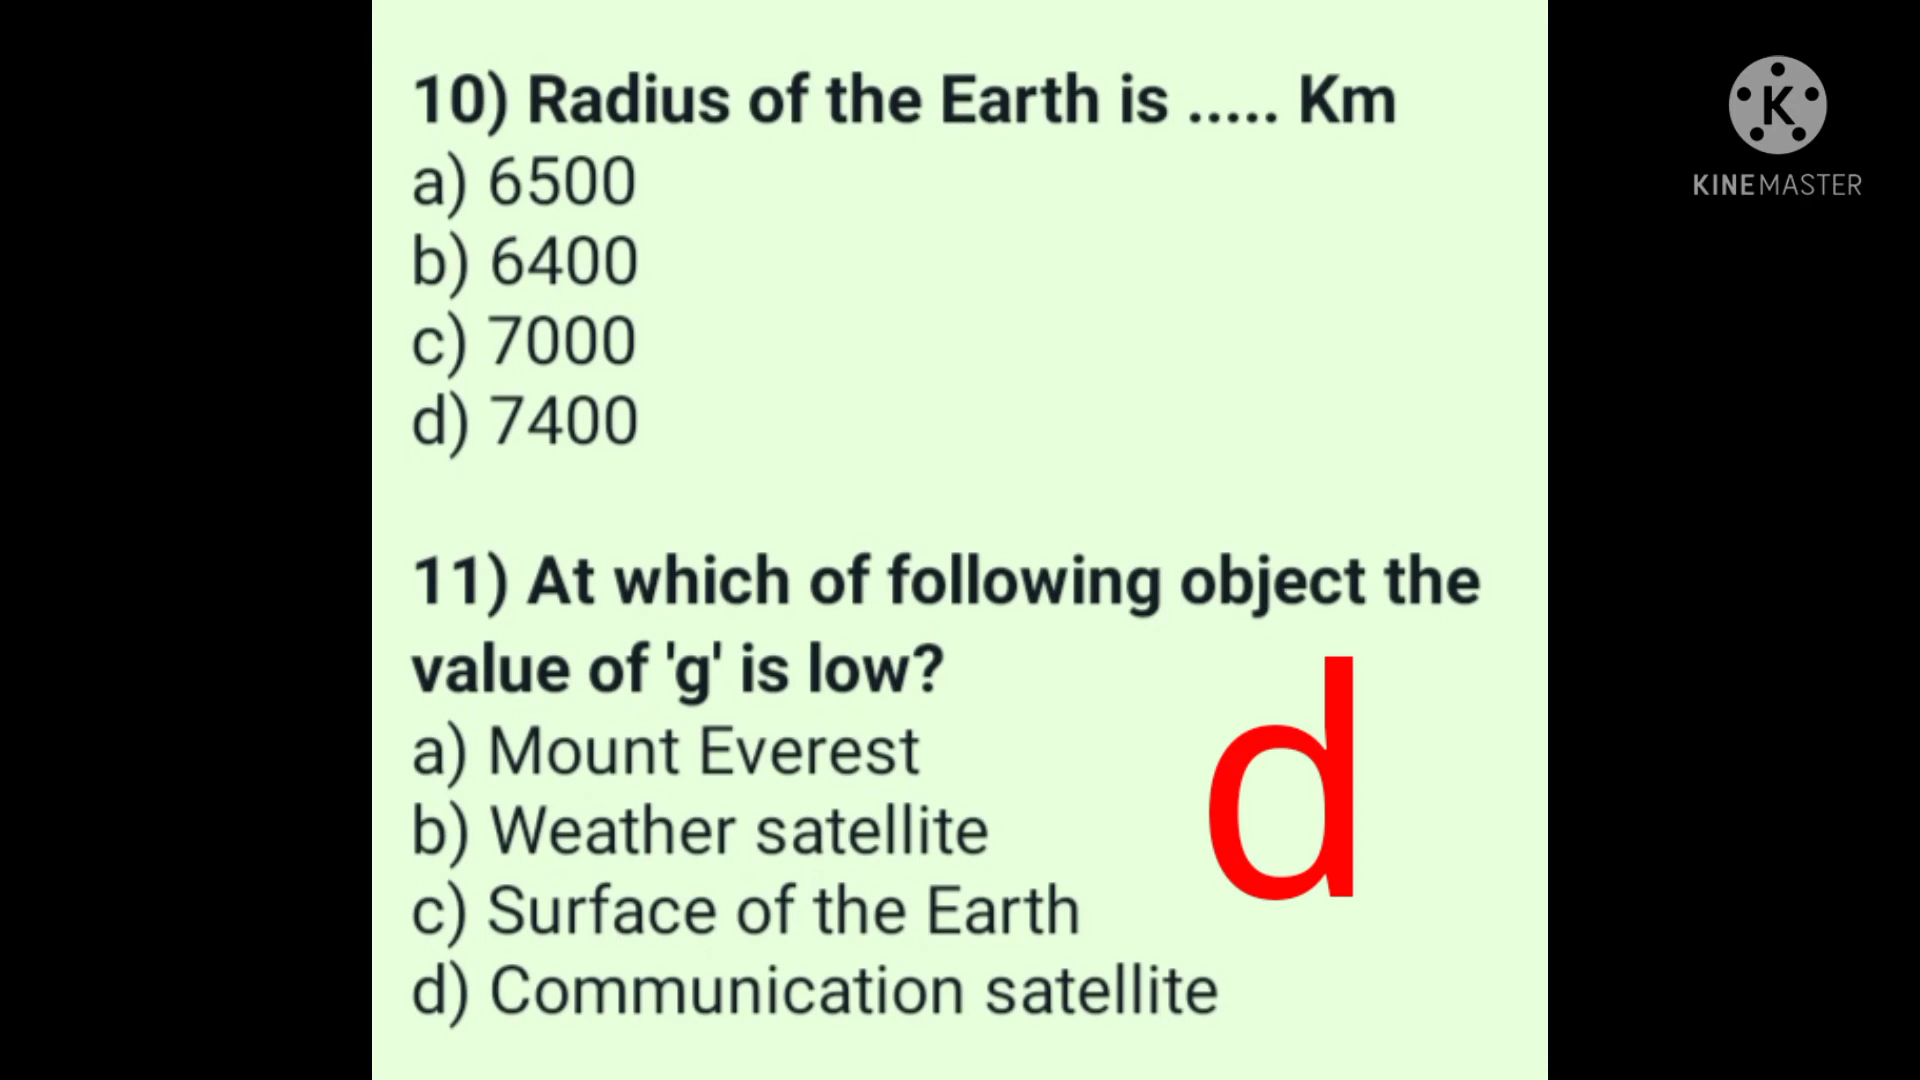 10) Radius of the Earth is ..... Km
a) 6500
b) 6400
c) 7000
d) 7400
11) At which of following object the
value of 'g' is low?
a) Mount Everest
b) Weather satellite
c) Surface of the Earth
d) Communication satellite
d
K
KINEMASTER